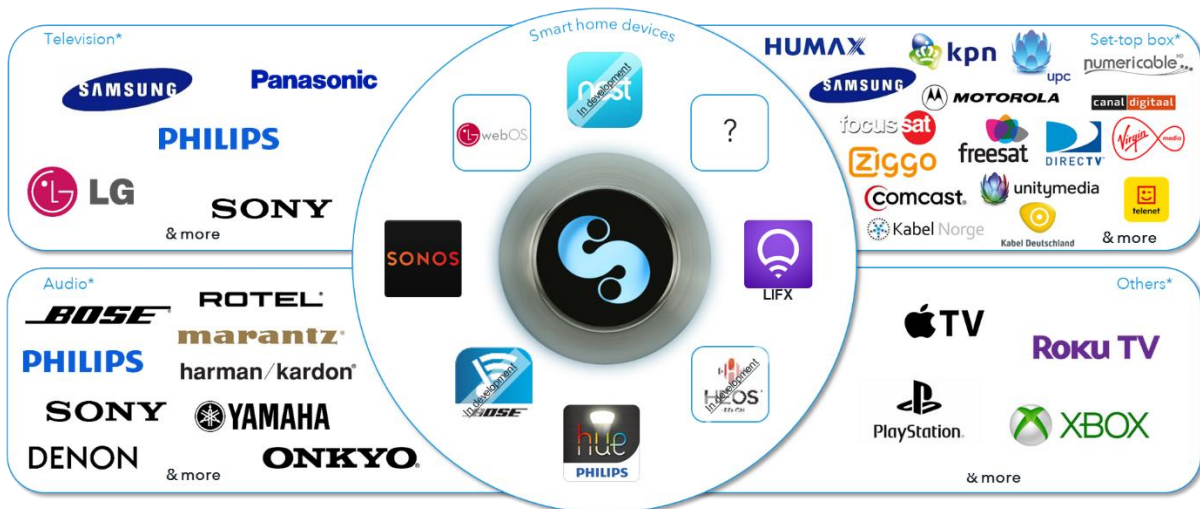 Television*
SAMSUNG
Panasonic
PHILIPS
LG
SONY
& more
Smart home devices
nest
In development
LG webOS
?
SONOS
LIFX
BOSE
In development
hue
PHILIPS
HEOS
In development
Set-top box*
HUMAX
kpn
upc
numericable
SAMSUNG
MOTOROLA
canal digitaal
focus sat
freesat
DIRECTV
Virgin media
ziggo
comcast.
unitymedia
telenet
Kabel Norge
Kabel Deutschland
& more
Audio*
BOSE
ROTEL
marantz
PHILIPS
harman/kardon
SONY
YAMAHA
DENON
ONKYO
& more
Others*
TV
ROKU TV
PlayStation
XBOX
& more